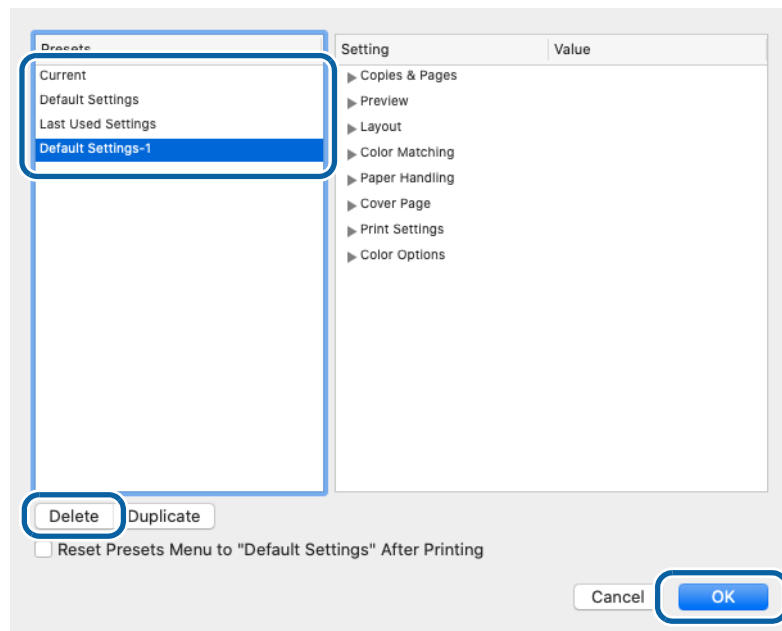 Presets
Setting Value
Current
Default Settings
Last Used Settings
Default Settings-1
Copies & Pages
Preview
Layout
Color Matching
Paper Handling
Cover Page
Print Settings
Color Options
Delete Duplicate
Reset Presets Menu to "Default Settings" After Printing
Cancel OK